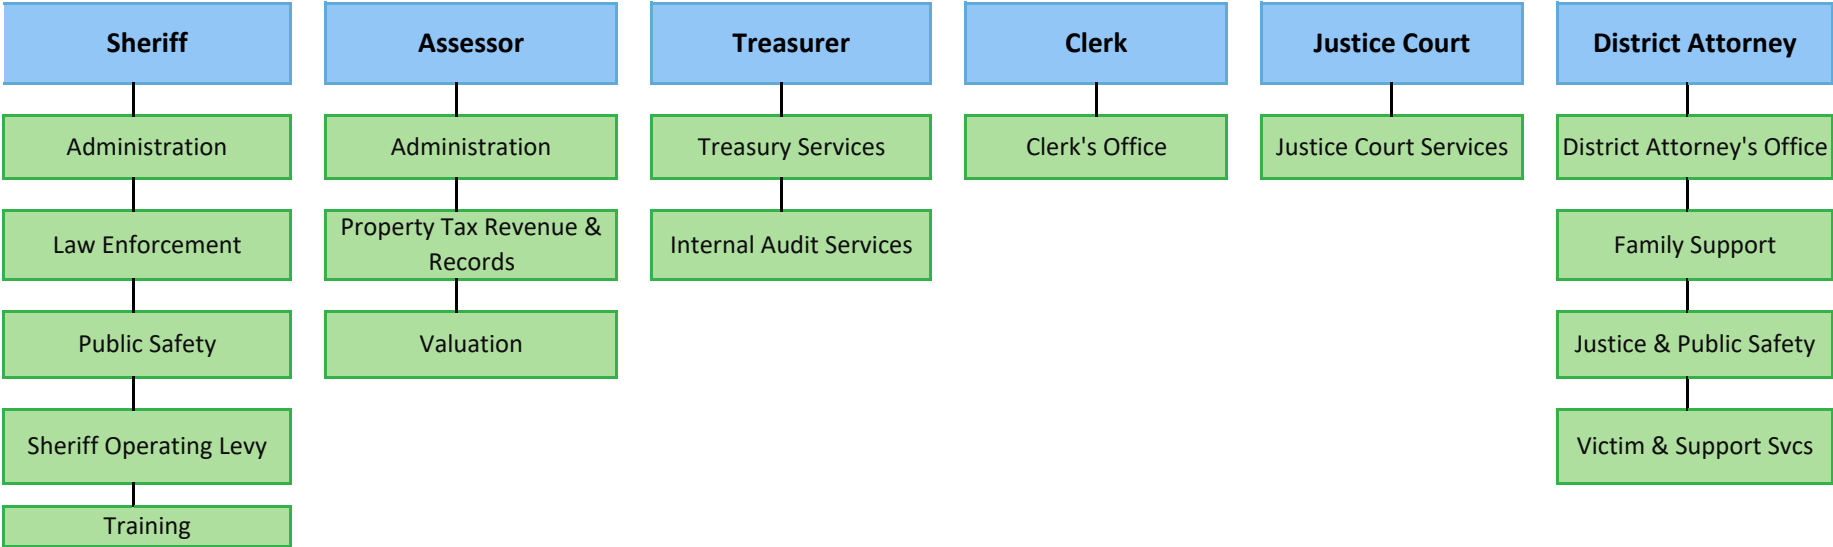 Sheriff
Assessor
Treasurer
Clerk
Justice Court
District Attorney
Administration
Administration
Treasury Services
Clerk's Office
Justice Court Services
District Attorney's Office
Law Enforcement
Property Tax Revenue &
Records
Internal Audit Services
Family Support
Public Safety
Valuation
Justice & Public Safety
Sheriff Operating Levy
Victim & Support Svcs
Training